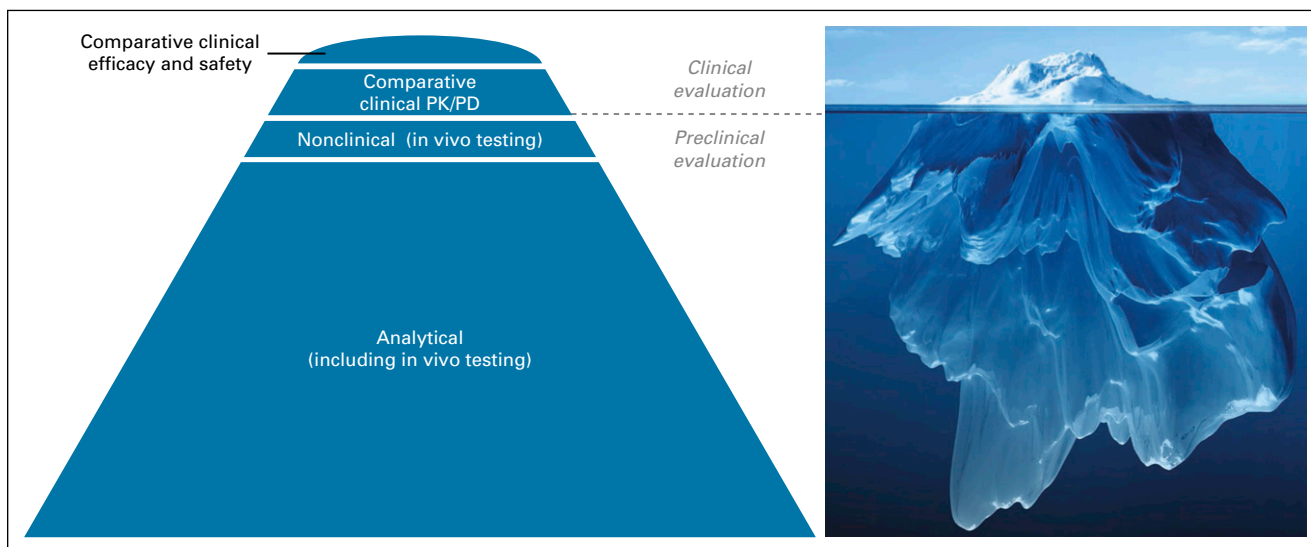 Comparative clinical
efficacy and safety
Comparative
clinical PK/PD
Clinical
evaluation
Nonclinical (in vivo testing)
Preclinical
evaluation
Analytical
(including in vivo testing)